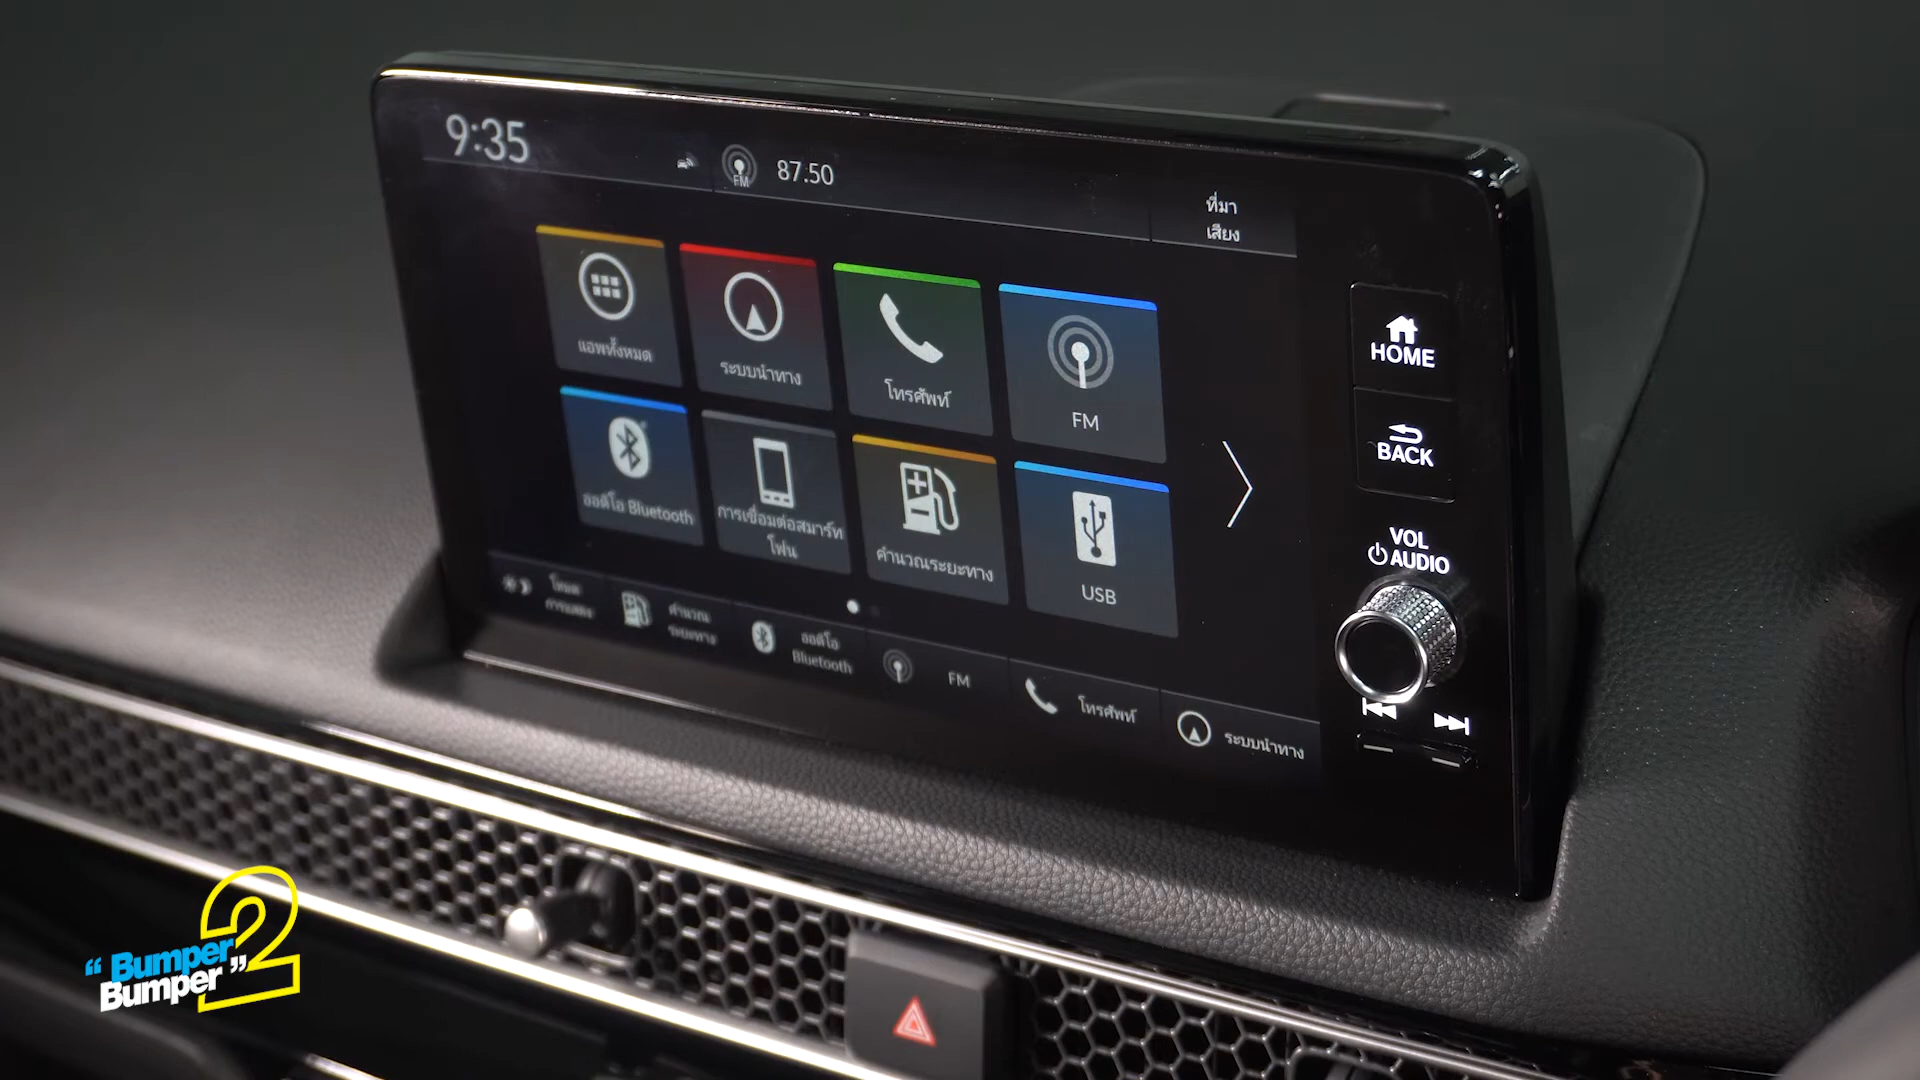 9:35
FM
87.50
ที่มา
เสียง
แอพทั้งหมด
ระบบนำทาง
โทรศัพท์
FM
ออดิโอ Bluetooth
การเชื่อมต่อสมาร์ท
โฟน
คำนวณระยะทาง
USB
โหมด
การแสดง
คำนวณ
ระยะทาง
ออดิโอ
Bluetooth
FM
โทรศัพท์
ระบบนำทาง
HOME
BACK
VOL
AUDIO
"Bumper 2
Bumper"